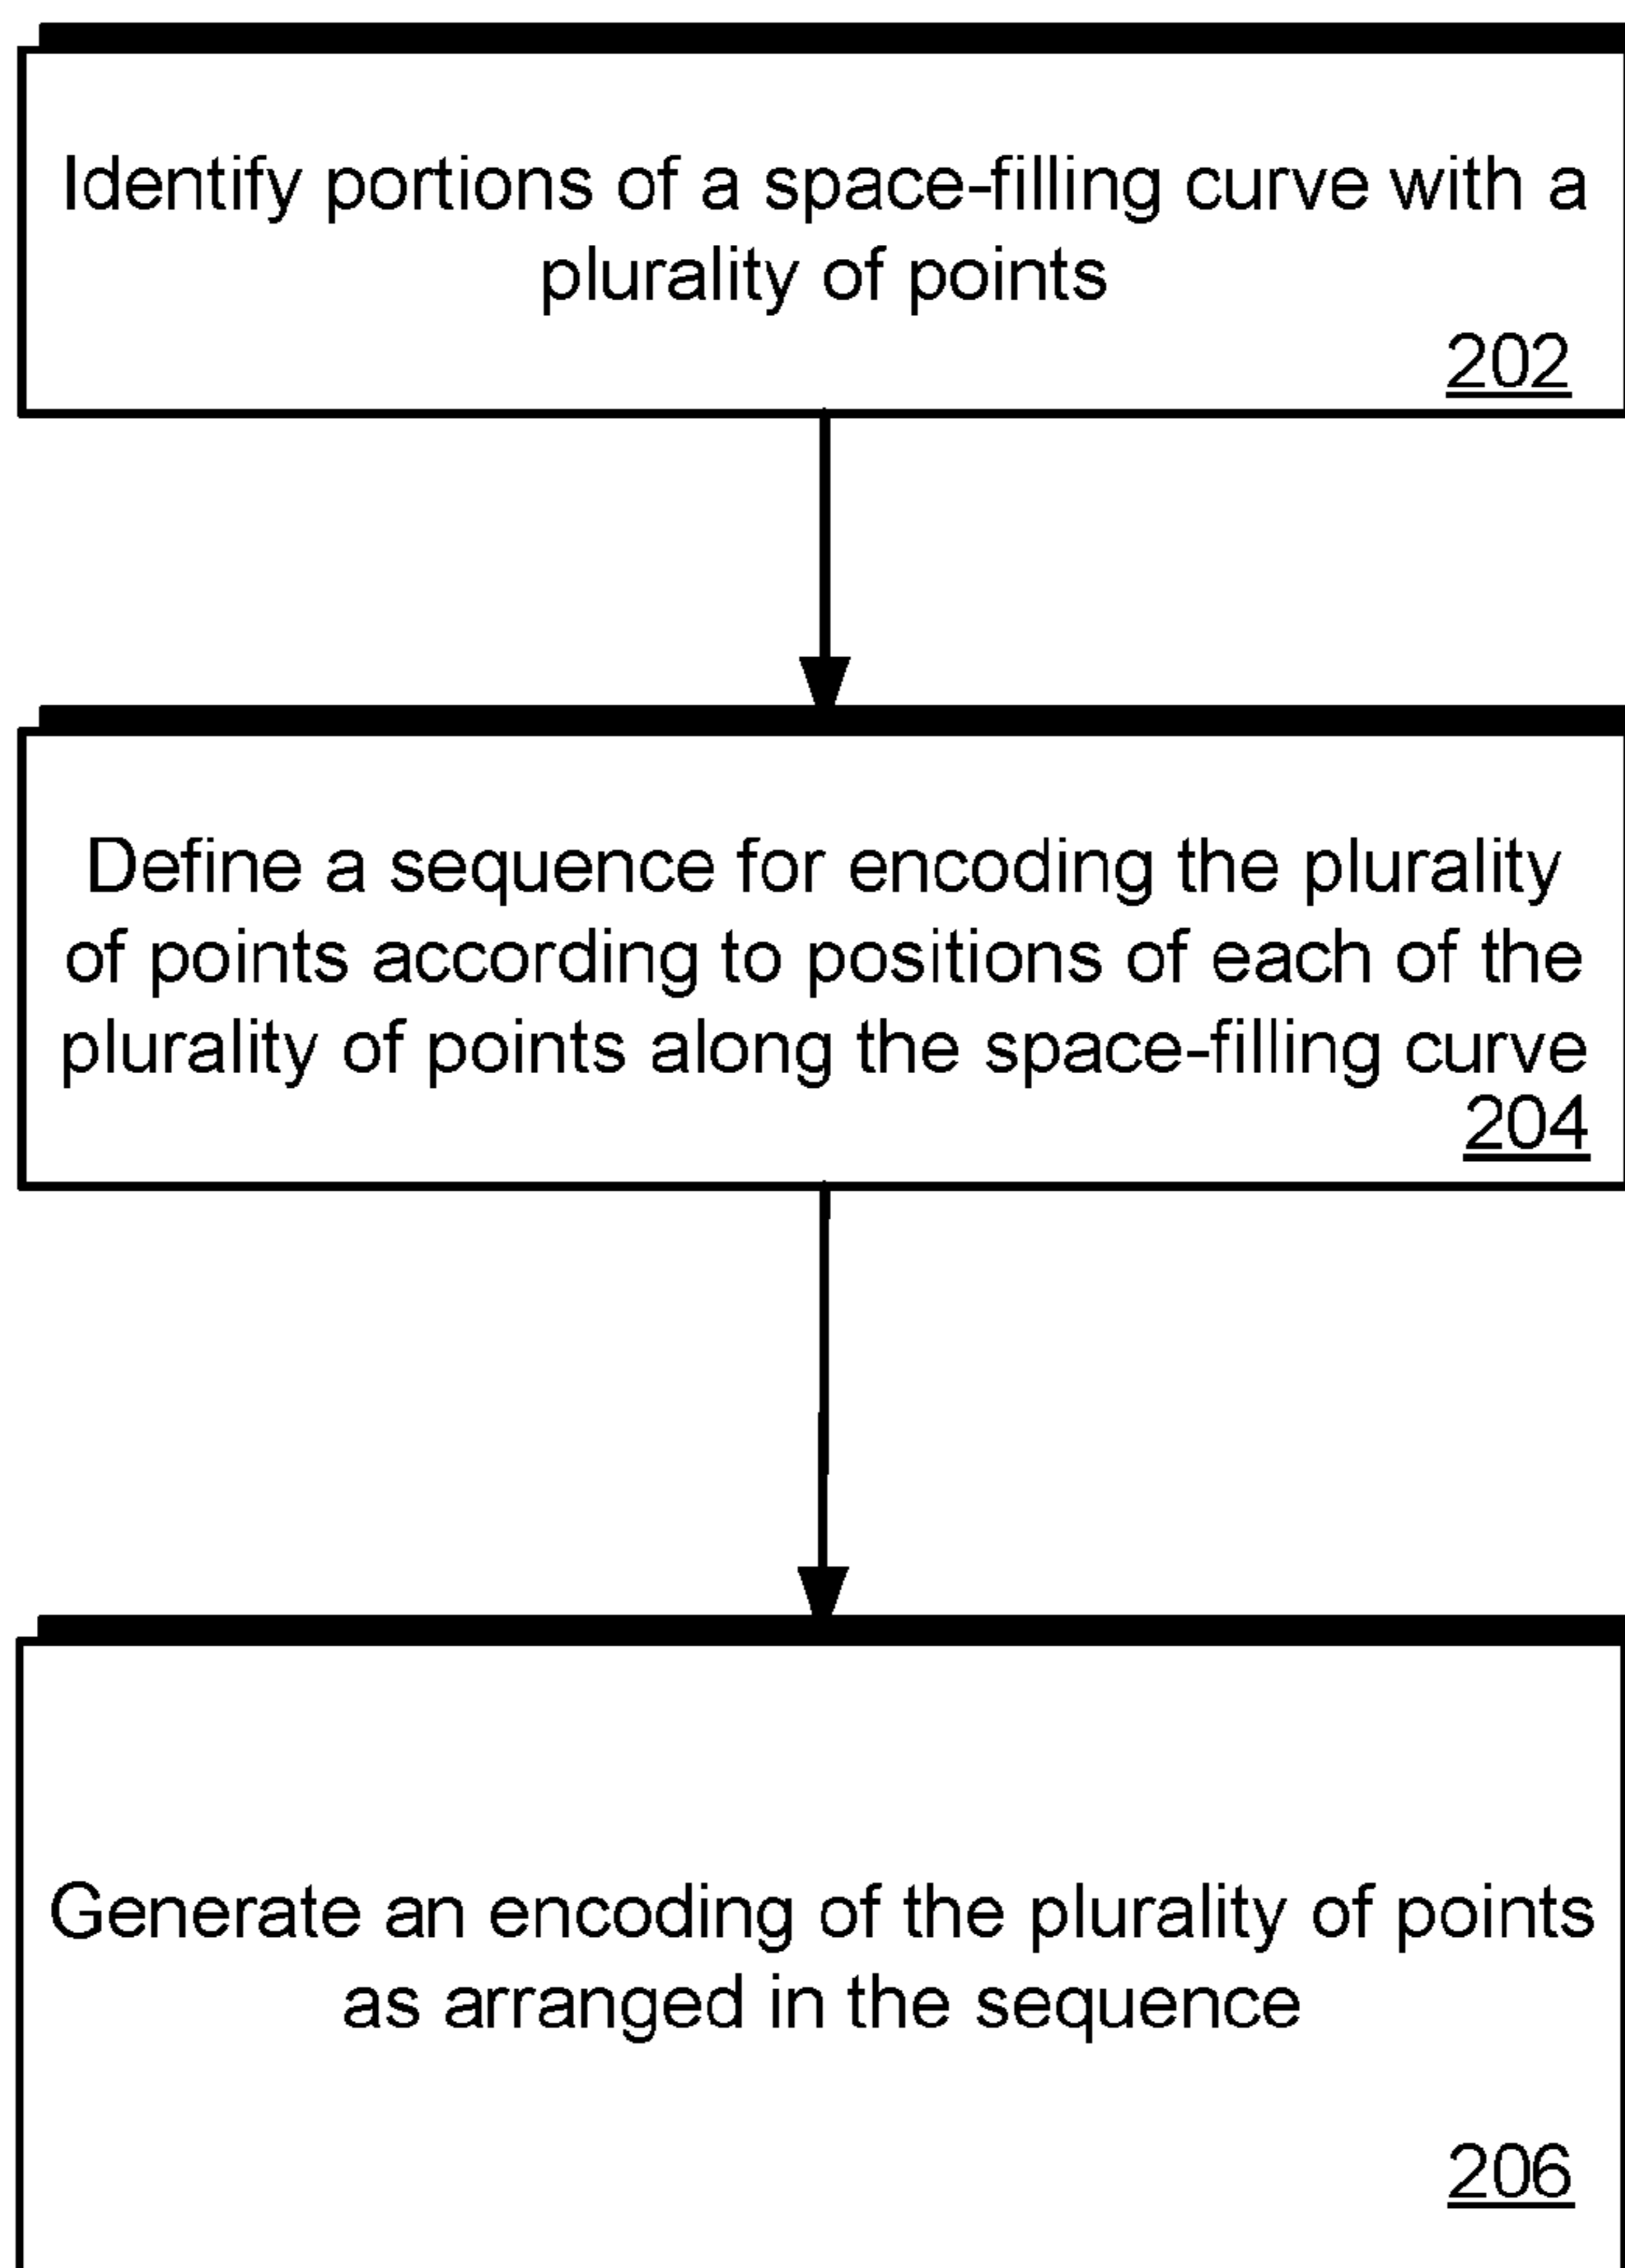 Identify portions of a space-filling curve with a
plurality of points
202
Define a sequence for encoding the plurality
of points according to positions of each of the
plurality of points along the space-filling curve
204
Generate an encoding of the plurality of points
as arranged in the sequence
206